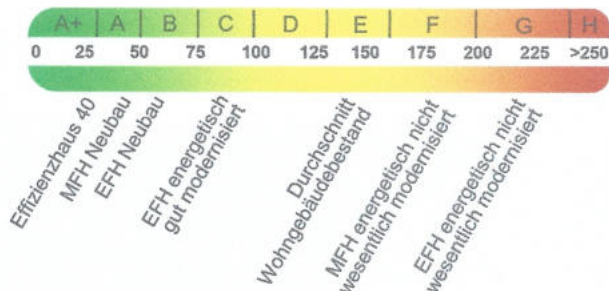 A+ A B C D E F G H
0 25 50 75 100 125 150 175 200 225 >250
Effizienzhaus 40
MFH Neubau
EFH Neubau
EFH energetisch
gut modernisiert
Durchschnitt
Wohngebäudebestand
MFH energetisch nicht
wesentlich modernisiert
EFH energetisch nicht
wesentlich modernisiert